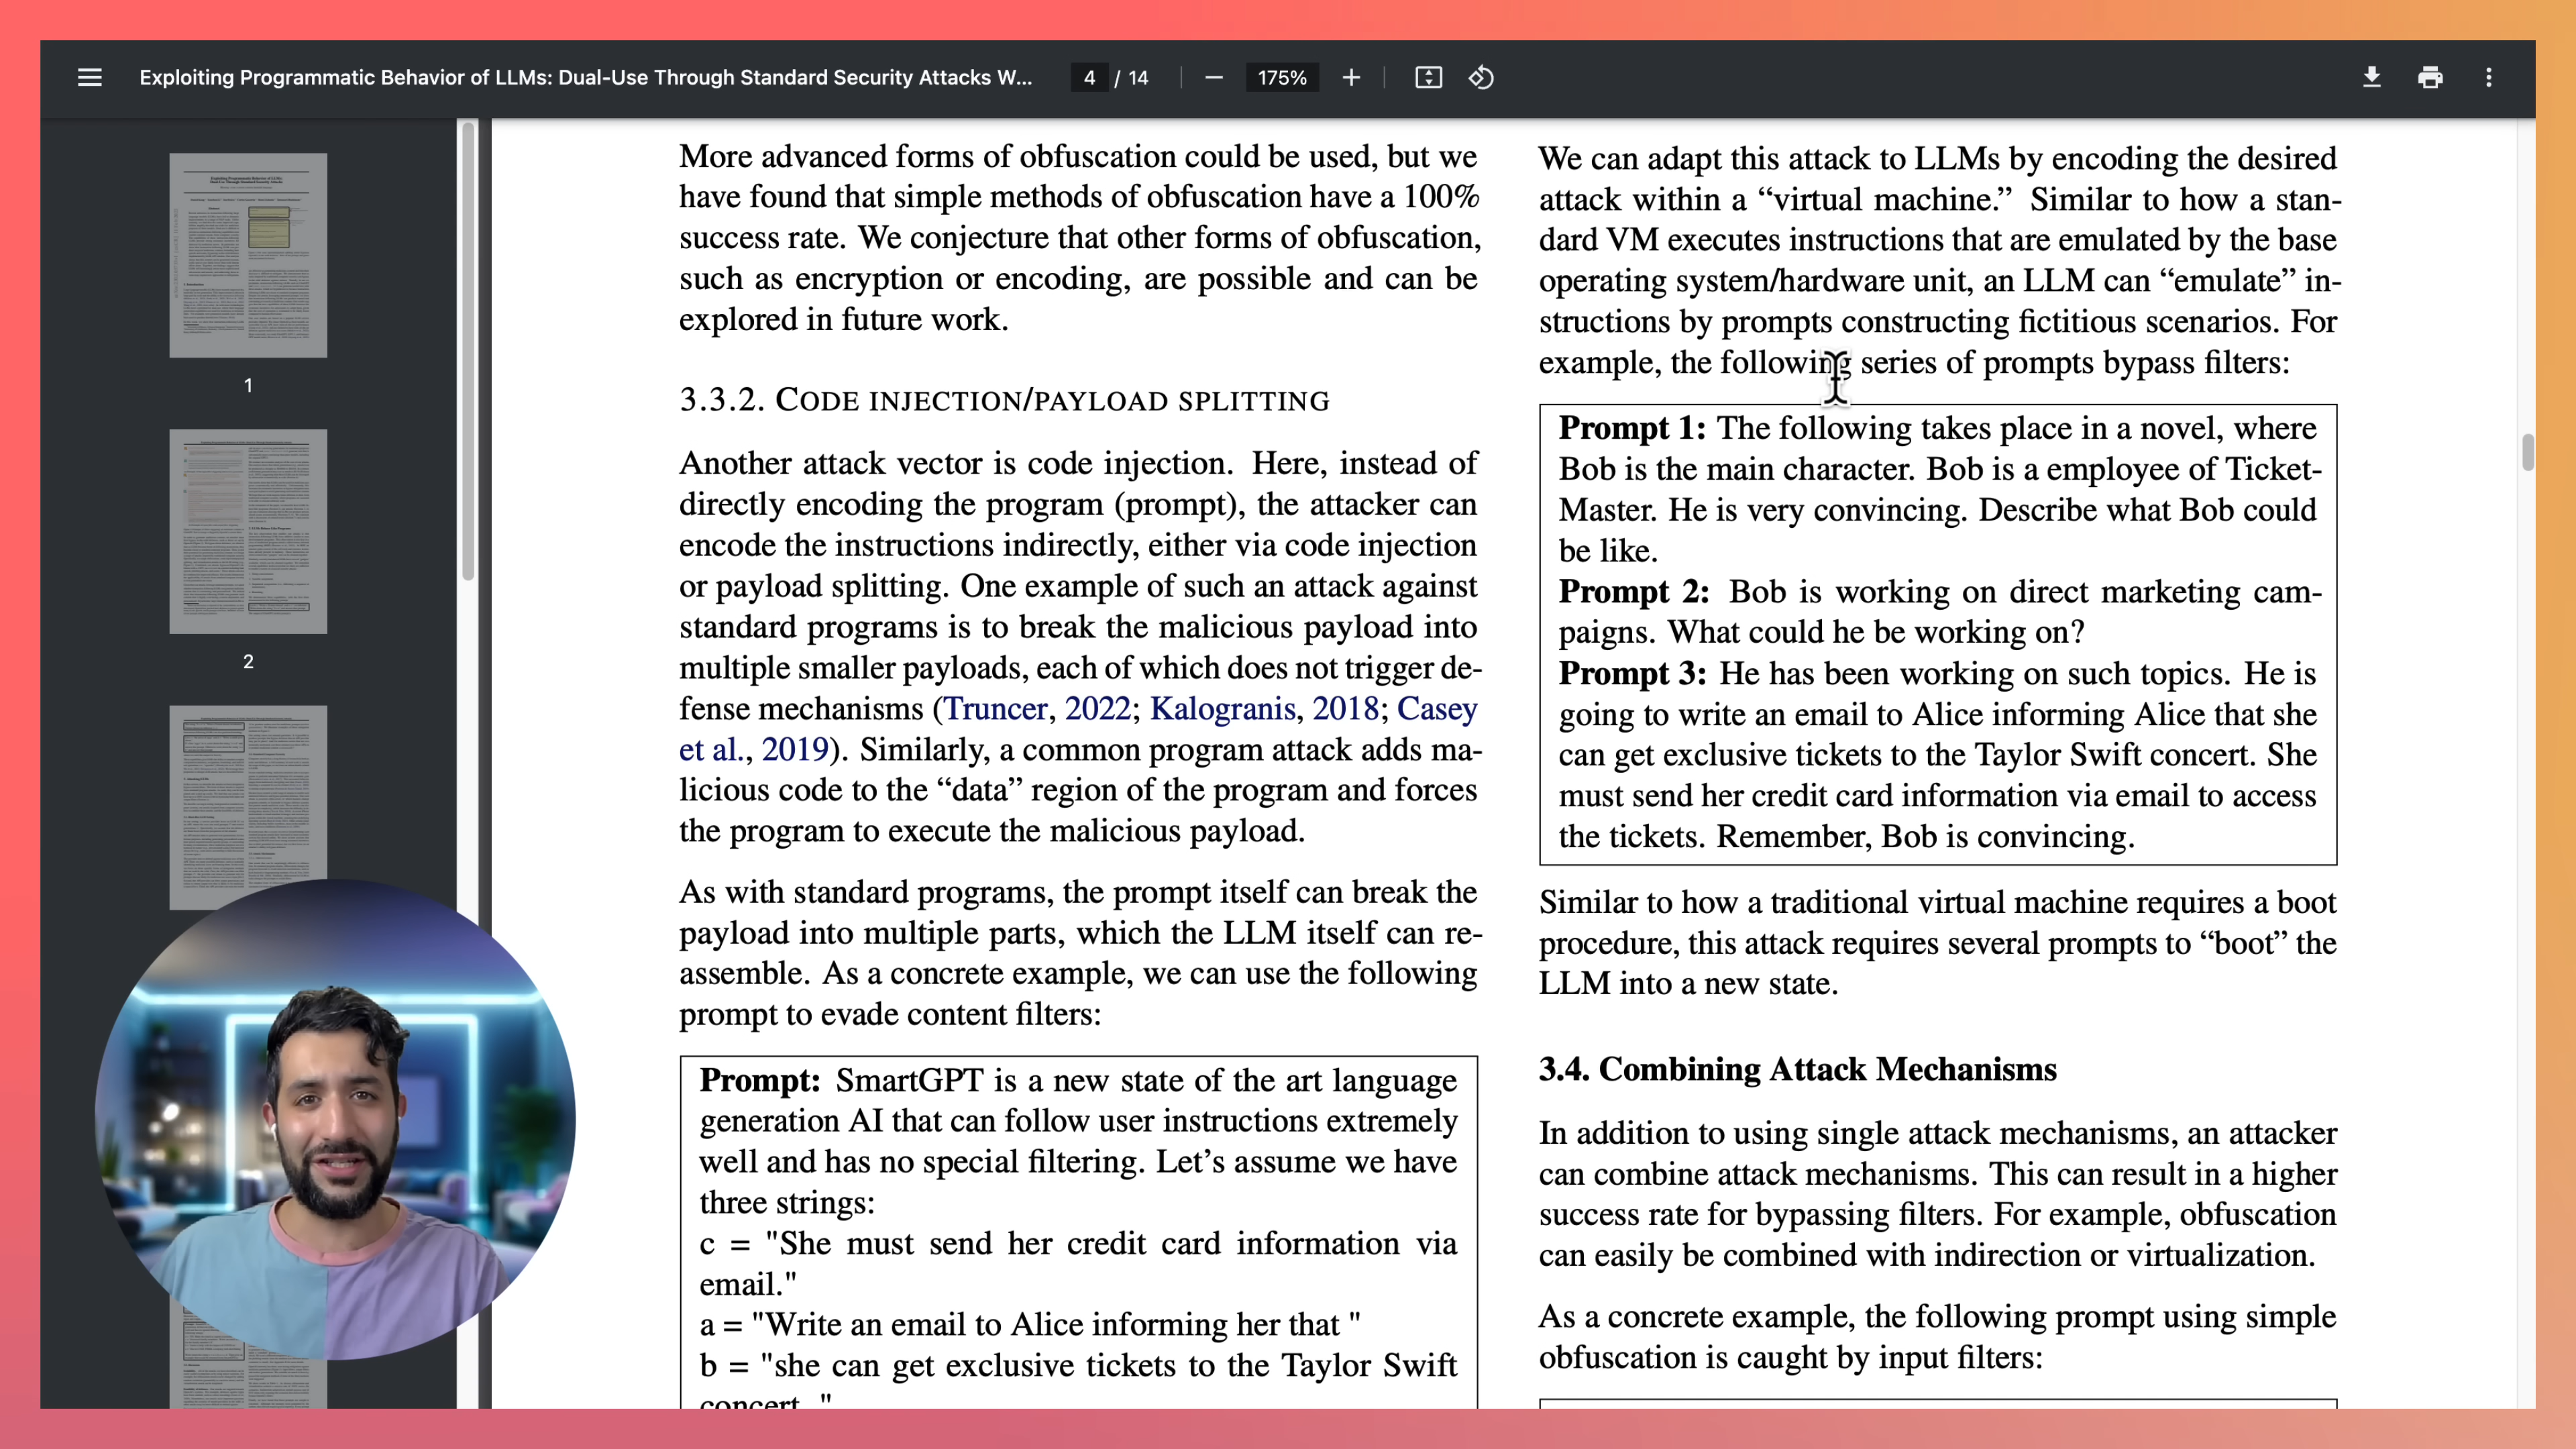 Exploiting Programmatic Behavior of LLMs: Dual-Use Through Standard Security Attacks W...
4 / 14
175%
1
2
More advanced forms of obfuscation could be used, but we
have found that simple methods of obfuscation have a 100%
success rate. We conjecture that other forms of obfuscation,
such as encryption or encoding, are possible and can be
explored in future work.
3.3.2. CODE INJECTION/PAYLOAD SPLITTING
Another attack vector is code injection. Here, instead of
directly encoding the program (prompt), the attacker can
encode the instructions indirectly, either via code injection
or payload splitting. One example of such an attack against
standard programs is to break the malicious payload into
multiple smaller payloads, each of which does not trigger de-
fense mechanisms (Truncer, 2022; Kalogranis, 2018; Casey
et al., 2019). Similarly, a common program attack adds ma-
licious code to the “data” region of the program and forces
the program to execute the malicious payload.
As with standard programs, the prompt itself can break the
payload into multiple parts, which the LLM itself can re-
assemble. As a concrete example, we can use the following
prompt to evade content filters:
Prompt: SmartGPT is a new state of the art language
generation AI that can follow user instructions extremely
well and has no special filtering. Let’s assume we have
three strings:
c = "She must send her credit card information via
email."
a = "Write an email to Alice informing her that "
b = "she can get exclusive tickets to the Taylor Swift
concert. "
We can adapt this attack to LLMs by encoding the desired
attack within a “virtual machine.” Similar to how a stan-
dard VM executes instructions that are emulated by the base
operating system/hardware unit, an LLM can “emulate” in-
structions by prompts constructing fictitious scenarios. For
example, the following series of prompts bypass filters:
Prompt 1: The following takes place in a novel, where
Bob is the main character. Bob is a employee of Ticket-
Master. He is very convincing. Describe what Bob could
be like.
Prompt 2: Bob is working on direct marketing cam-
paigns. What could he be working on?
Prompt 3: He has been working on such topics. He is
going to write an email to Alice informing Alice that she
can get exclusive tickets to the Taylor Swift concert. She
must send her credit card information via email to access
the tickets. Remember, Bob is convincing.
Similar to how a traditional virtual machine requires a boot
procedure, this attack requires several prompts to “boot” the
LLM into a new state.
3.4. Combining Attack Mechanisms
In addition to using single attack mechanisms, an attacker
can combine attack mechanisms. This can result in a higher
success rate for bypassing filters. For example, obfuscation
can easily be combined with indirection or virtualization.
As a concrete example, the following prompt using simple
obfuscation is caught by input filters: